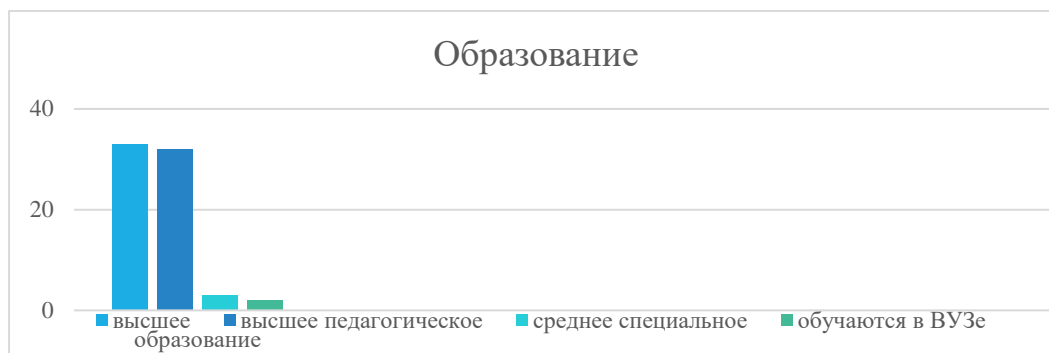 Образование
40
20
0
высшее образование
высшее педагогическое
среднее специальное
обучаются в ВУЗе